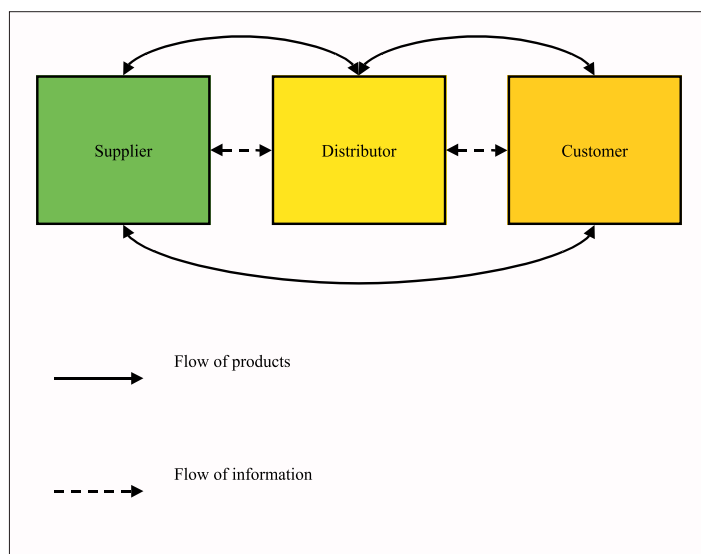 Supplier
Distributor
Customer
Flow of products
Flow of information